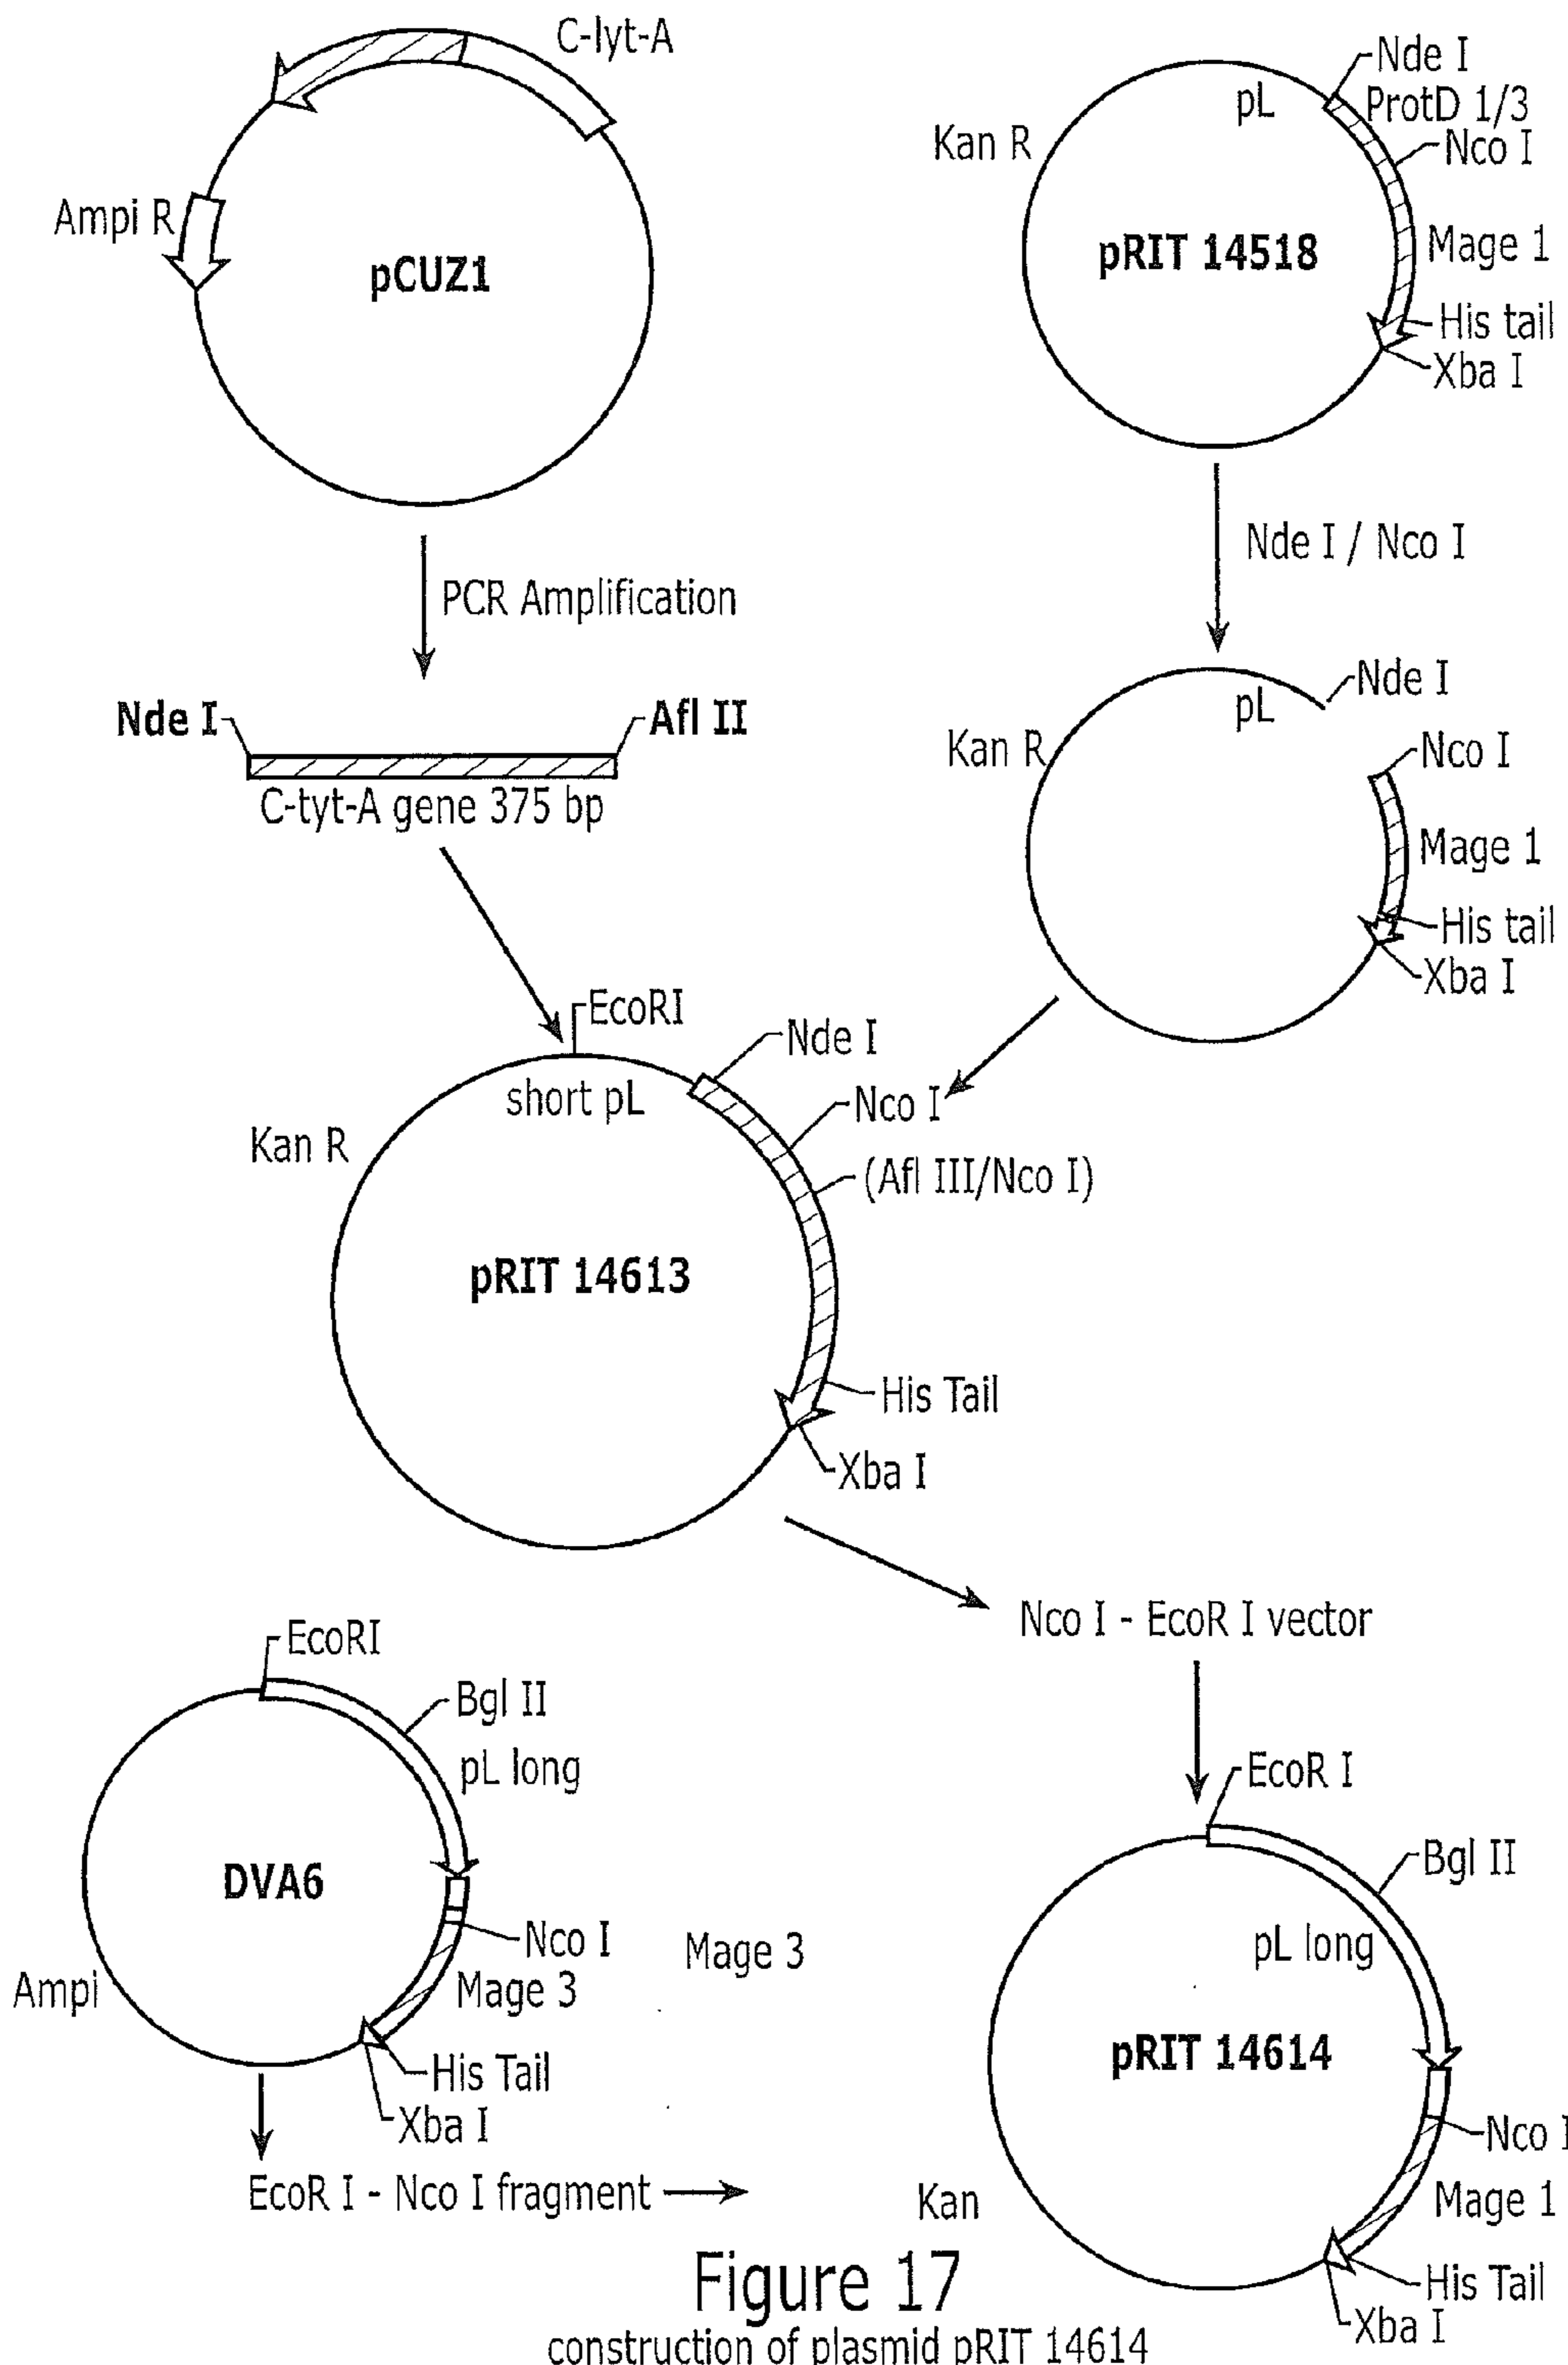 C-lyt-A
Ampi R
pCUZ1
PCR Amplification
Nde I
Afl II
C-tyt-A gene 375 bp
Nde I
ProtD 1/3
pL
Kan R
Nco I
pRIT 14518
Mage 1
His tail
Xba I
Nde I / Nco I
Nde I
pL
Kan R
Nco I
Mage 1
His tail
Xba I
EcoRI
Nde I
short pL
Nco I
Kan R
(Afl III/Nco I)
pRIT 14613
His Tail
Xba I
Nco I - EcoR I vector
EcoRI
Bgl II
pL long
DVA6
Nco I
Mage 3
Mage 3
Ampi
His Tail
Xba I
EcoR I - Nco I fragment
EcoR I
Bgl II
pL long
pRIT 14614
Nco I
Mage 1
Kan
His Tail
Xba I
Figure 17
construction of plasmid pRIT 14614